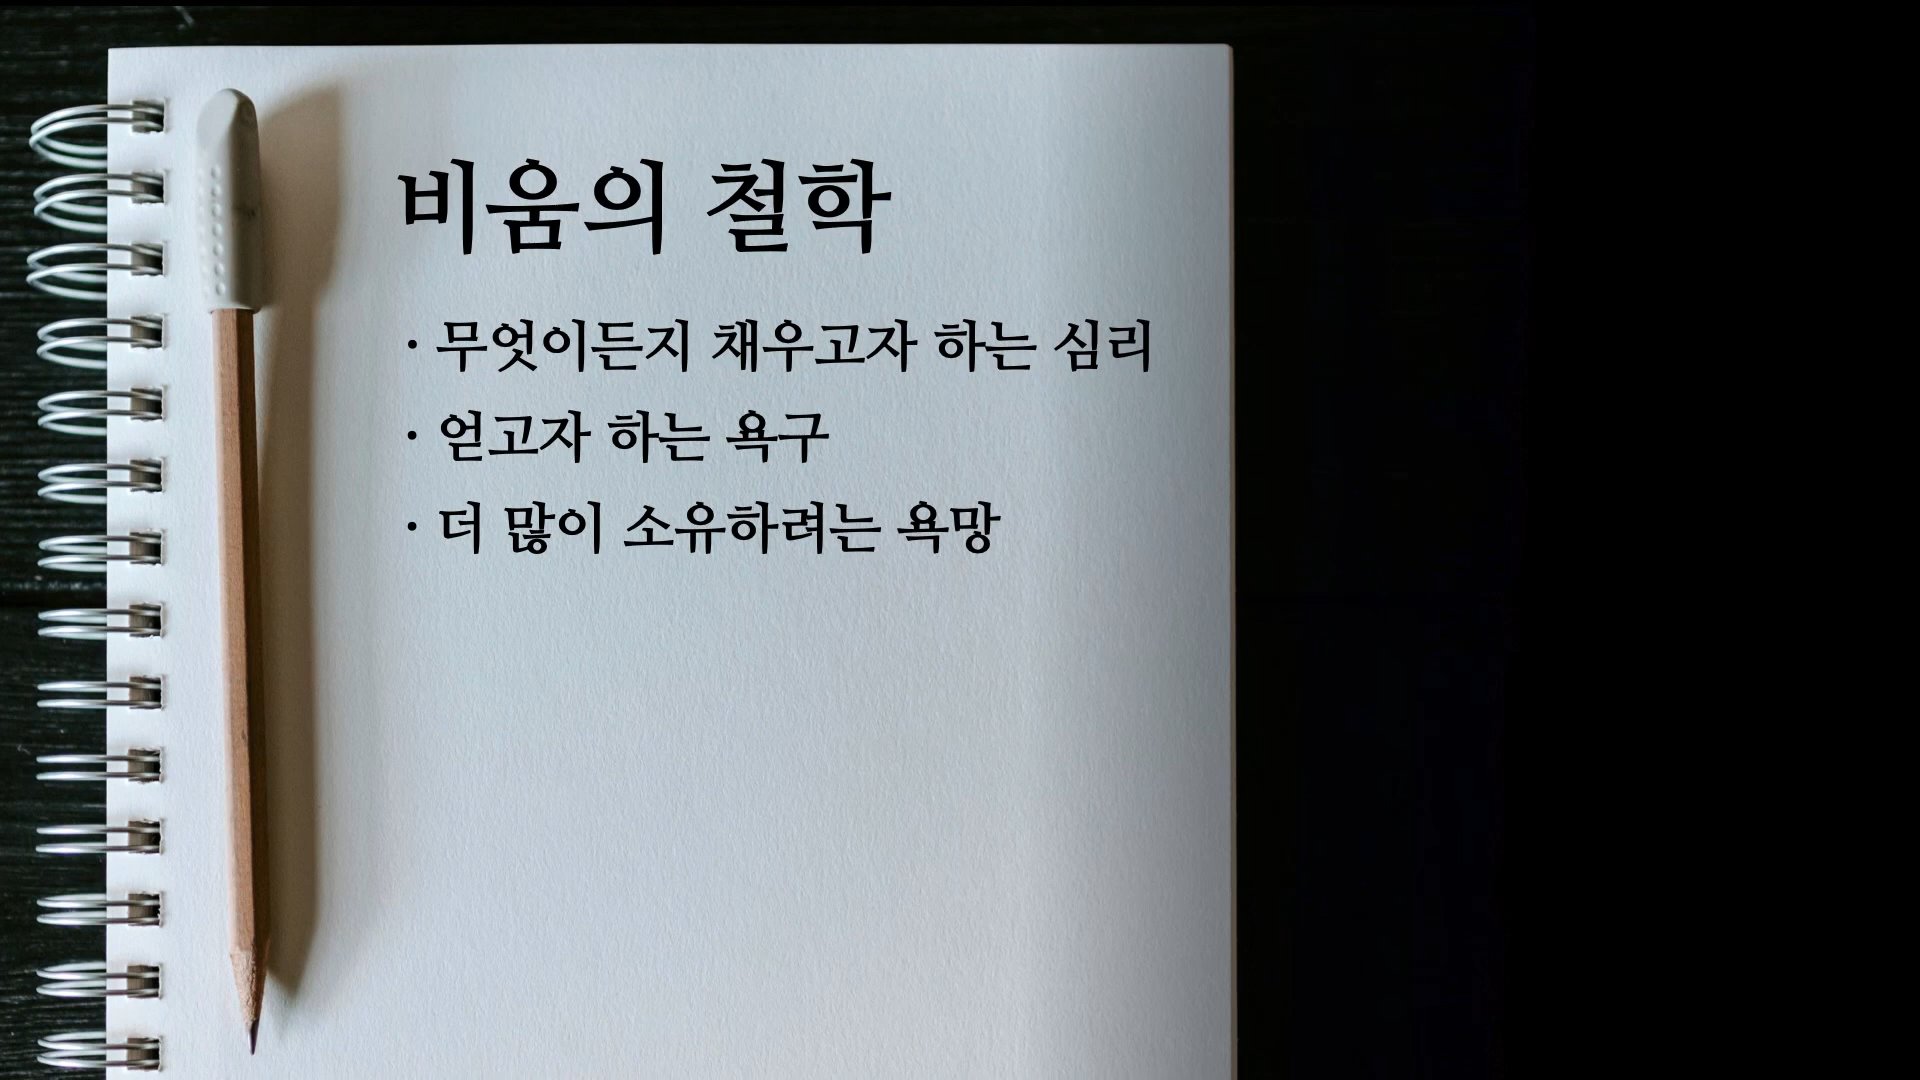 비움의 철학
· 무엇이든지 채우고자 하는 심리
· 얻고자 하는 욕구
· 더 많이 소유하려는 욕망